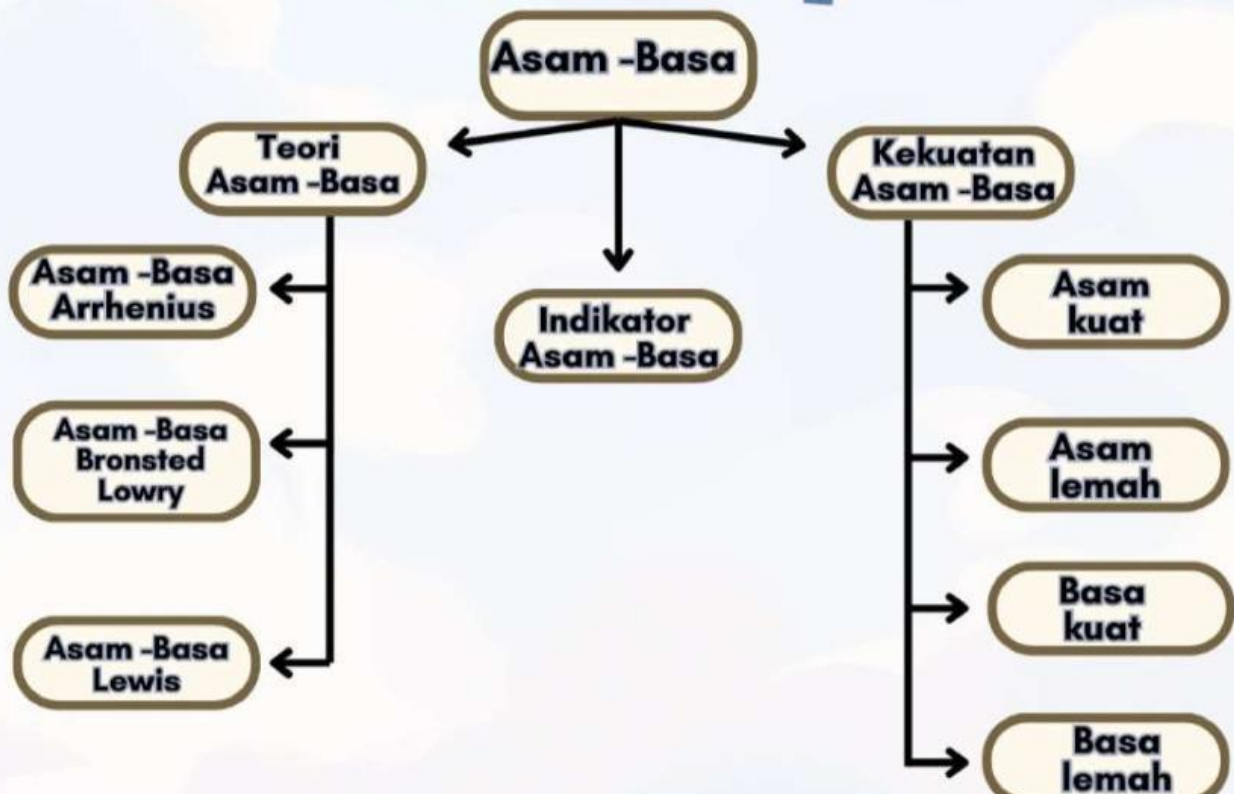 Asam -Basa
Teori
Asam -Basa
Kekuatan
Asam -Basa
Asam -Basa
Arrhenius
Indikator
Asam -Basa
Asam
kuat
Asam -Basa
Bronsted
Lowry
Asam
lemah
Basa
kuat
Asam -Basa
Lewis
Basa
lemah